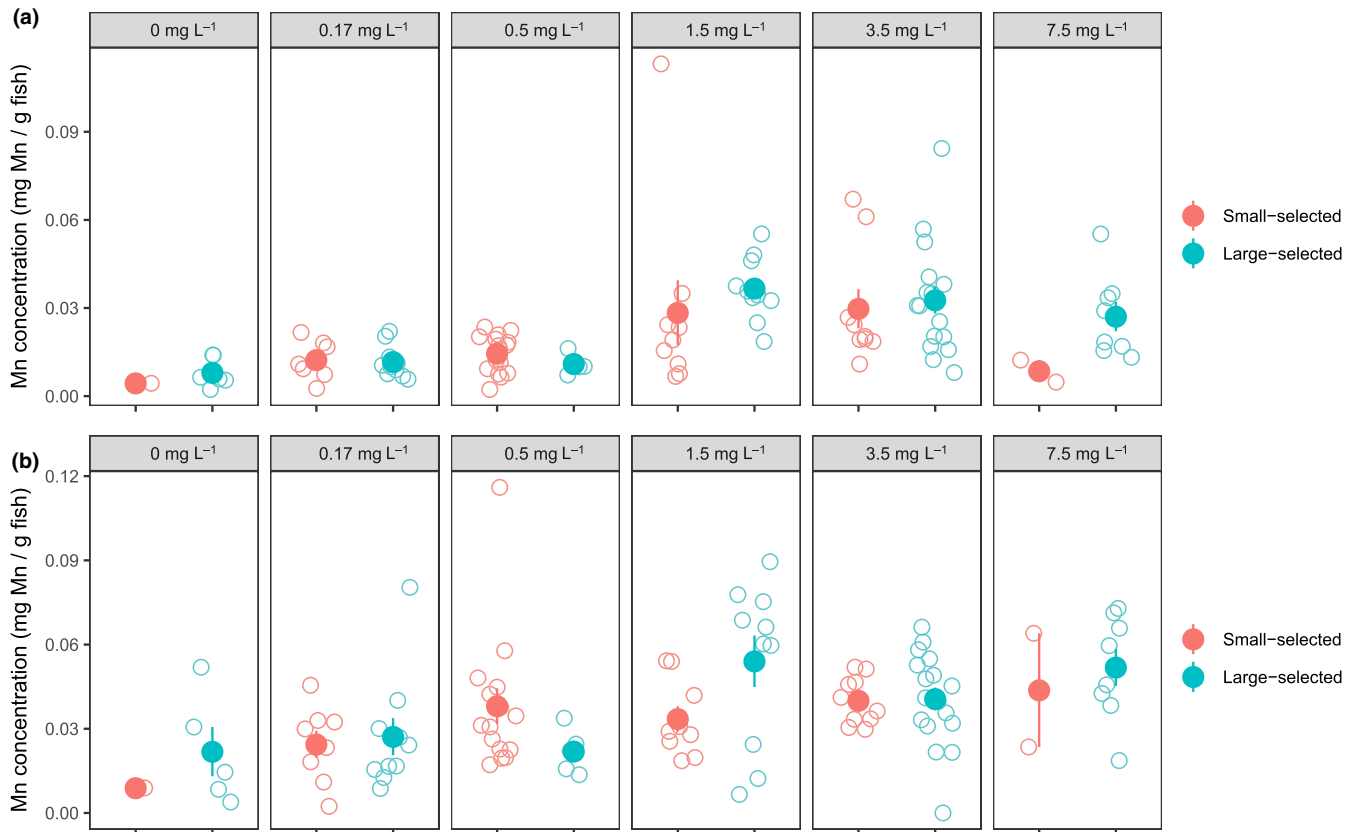 (a)
0 mg L⁻¹
0.17 mg L⁻¹
0.5 mg L⁻¹
1.5 mg L⁻¹
3.5 mg L⁻¹
7.5 mg L⁻¹
Mn concentration (mg Mn / g fish)
0.09
0.06
0.03
0.00
Small−selected
Large−selected
(b)
0 mg L⁻¹
0.17 mg L⁻¹
0.5 mg L⁻¹
1.5 mg L⁻¹
3.5 mg L⁻¹
7.5 mg L⁻¹
Mn concentration (mg Mn / g fish)
0.12
0.09
0.06
0.03
0.00
Small−selected
Large−selected